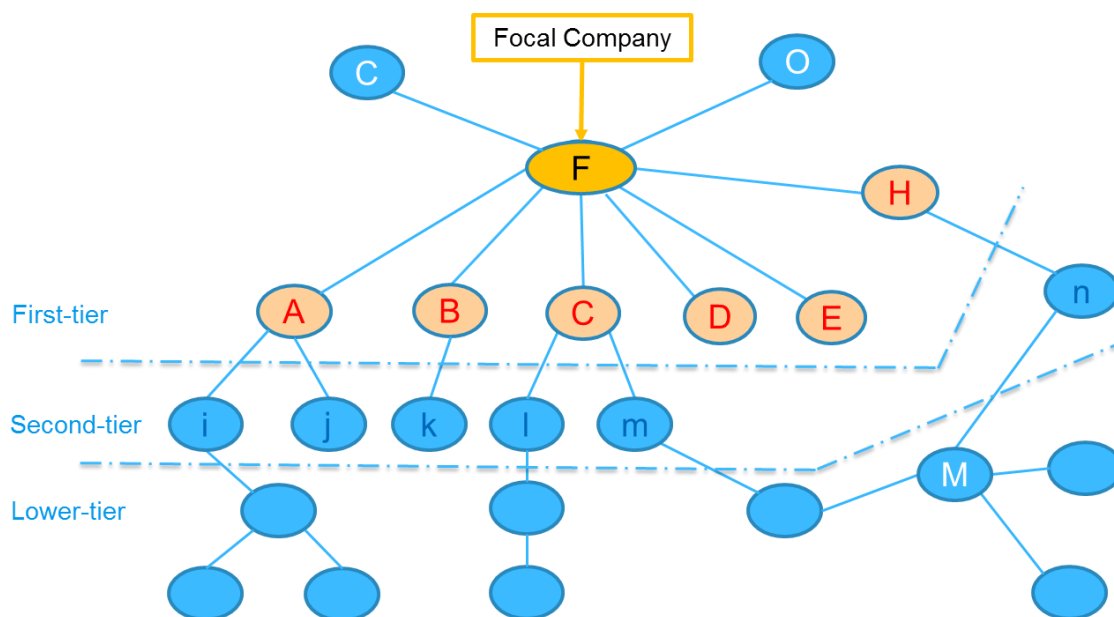 Focal Company
C
O
F
H
n
First-tier
A
B
C
D
E
Second-tier
i
j
k
l
m
M
Lower-tier